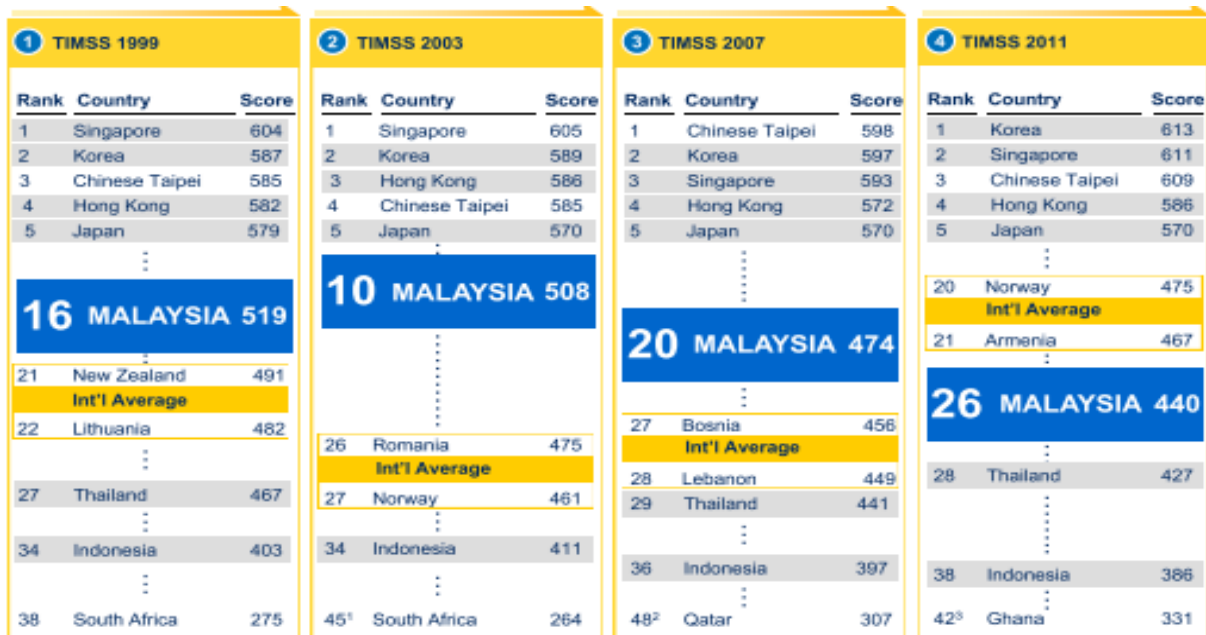 1 TIMSS 1999
Rank Country Score
1 Singapore 604
2 Korea 587
3 Chinese Taipei 585
4 Hong Kong 582
5 Japan 579
16 MALAYSIA 519
21 New Zealand 491
Int'l Average
22 Lithuania 482
27 Thailand 467
34 Indonesia 403
38 South Africa 275
2 TIMSS 2003
Rank Country Score
1 Singapore 605
2 Korea 589
3 Hong Kong 586
4 Chinese Taipei 585
5 Japan 570
10 MALAYSIA 508
26 Romania 475
Int'l Average
27 Norway 461
34 Indonesia 411
45¹ South Africa 264
3 TIMSS 2007
Rank Country Score
1 Chinese Taipei 598
2 Korea 597
3 Singapore 593
4 Hong Kong 572
5 Japan 570
20 MALAYSIA 474
27 Bosnia 456
Int'l Average
28 Lebanon 449
29 Thailand 441
36 Indonesia 397
48² Qatar 307
4 TIMSS 2011
Rank Country Score
1 Korea 613
2 Singapore 611
3 Chinese Taipei 609
4 Hong Kong 586
5 Japan 570
20 Norway 475
Int'l Average
21 Armenia 467
26 MALAYSIA 440
28 Thailand 427
38 Indonesia 386
42³ Ghana 331